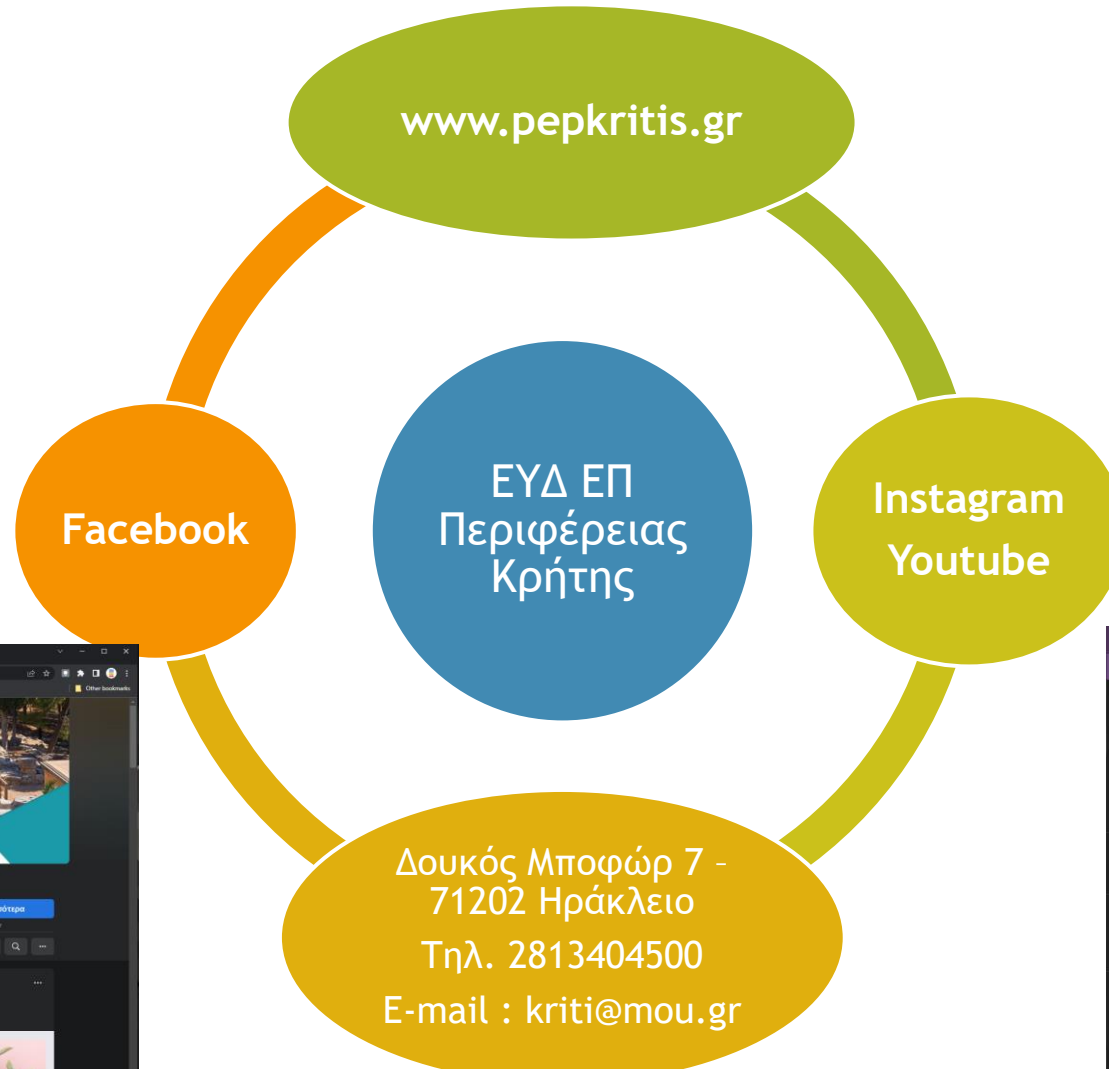 www.pepkritis.gr
Facebook
ΕΥΔ ΕΠ
Περιφέρειας
Κρήτης
Instagram
Youtube
Δουκός Μποφώρ 7 –
71202 Ηράκλειο
Τηλ. 2813404500
E-mail : kriti@mou.gr
Other bookmarks